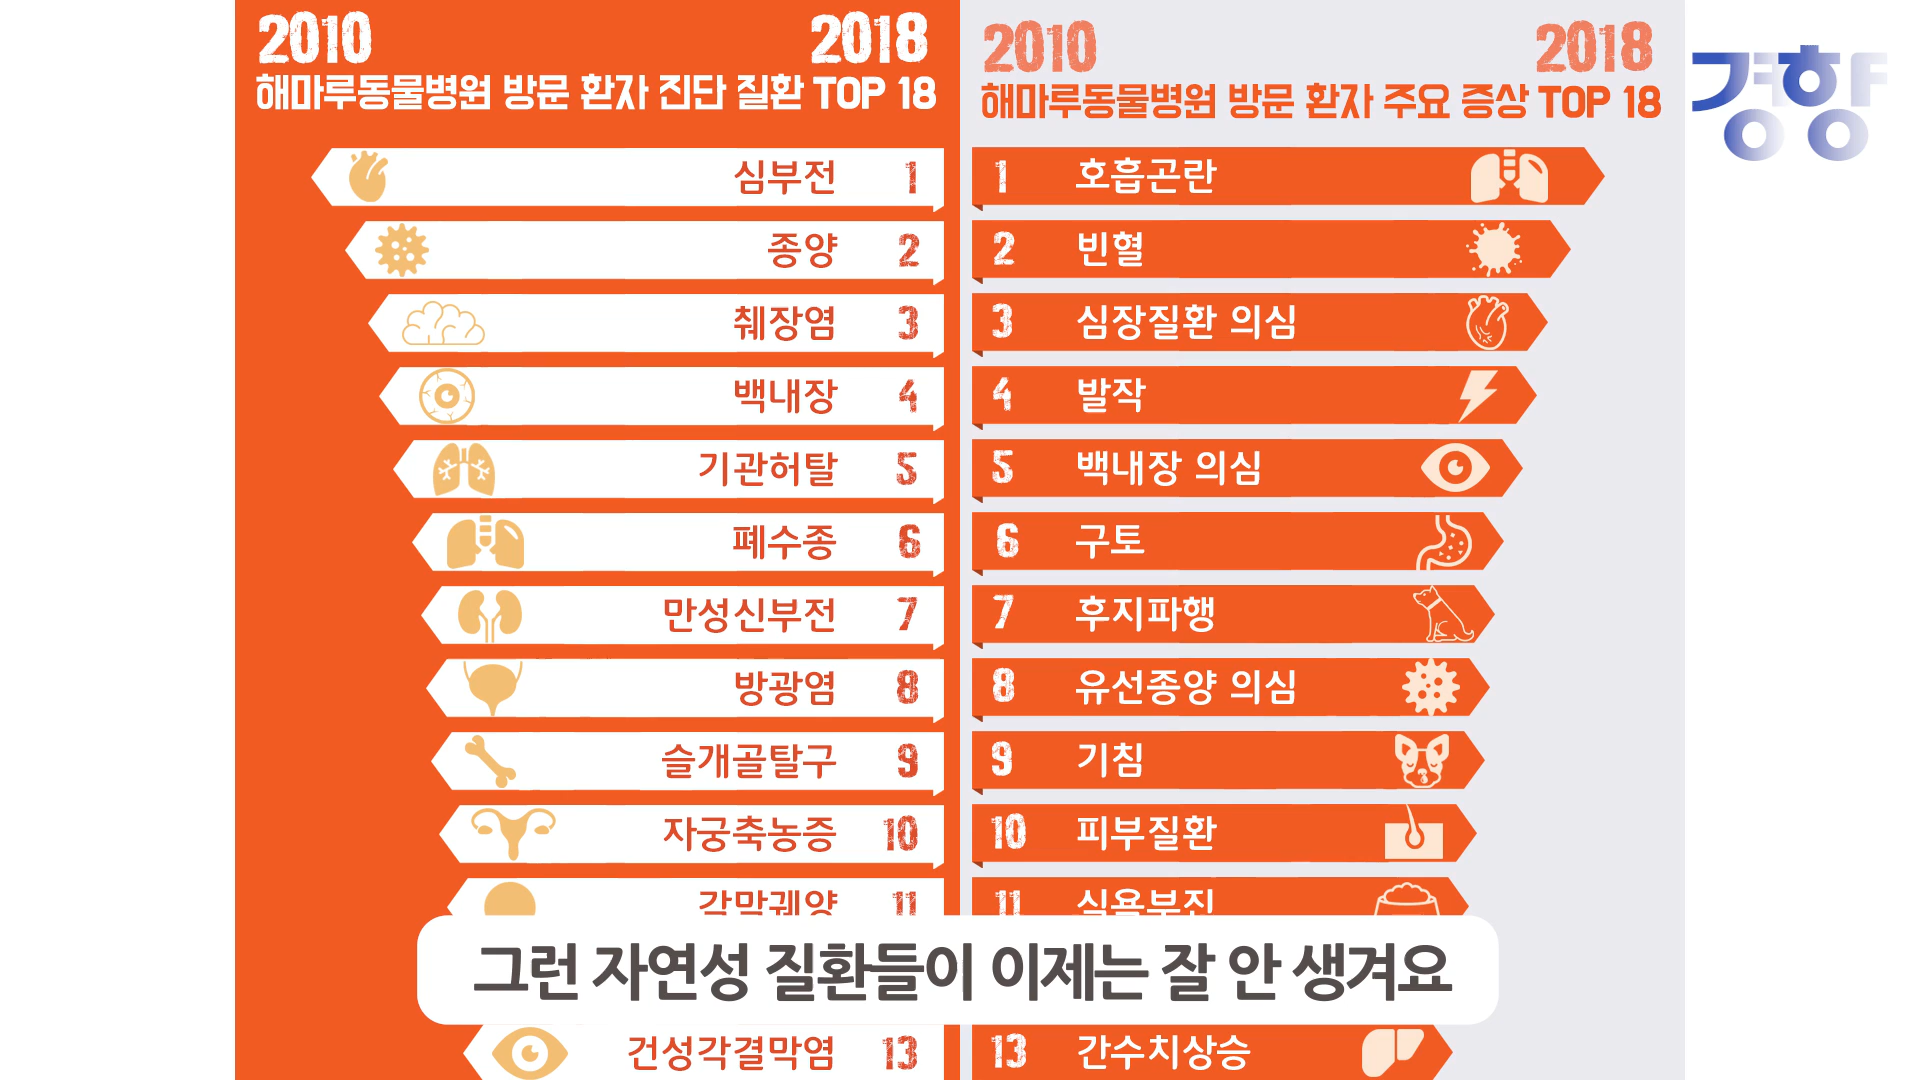 2010 2018
해마루동물병원 방문 환자 진단 질환 TOP 18
심부전 1
종양 2
췌장염 3
백내장 4
기관허탈 5
폐수종 6
만성신부전 7
방광염 8
슬개골탈구 9
자궁축농증 10
각막궤양 11
건성각결막염 13
2010 2018
해마루동물병원 방문 환자 주요 증상 TOP 18
1 호흡곤란
2 빈혈
3 심장질환 의심
4 발작
5 백내장 의심
6 구토
7 후지파행
8 유선종양 의심
9 기침
10 피부질환
11 식욕부진
13 간수치상승
경향
그런 자연성 질환들이 이제는 잘 안 생겨요